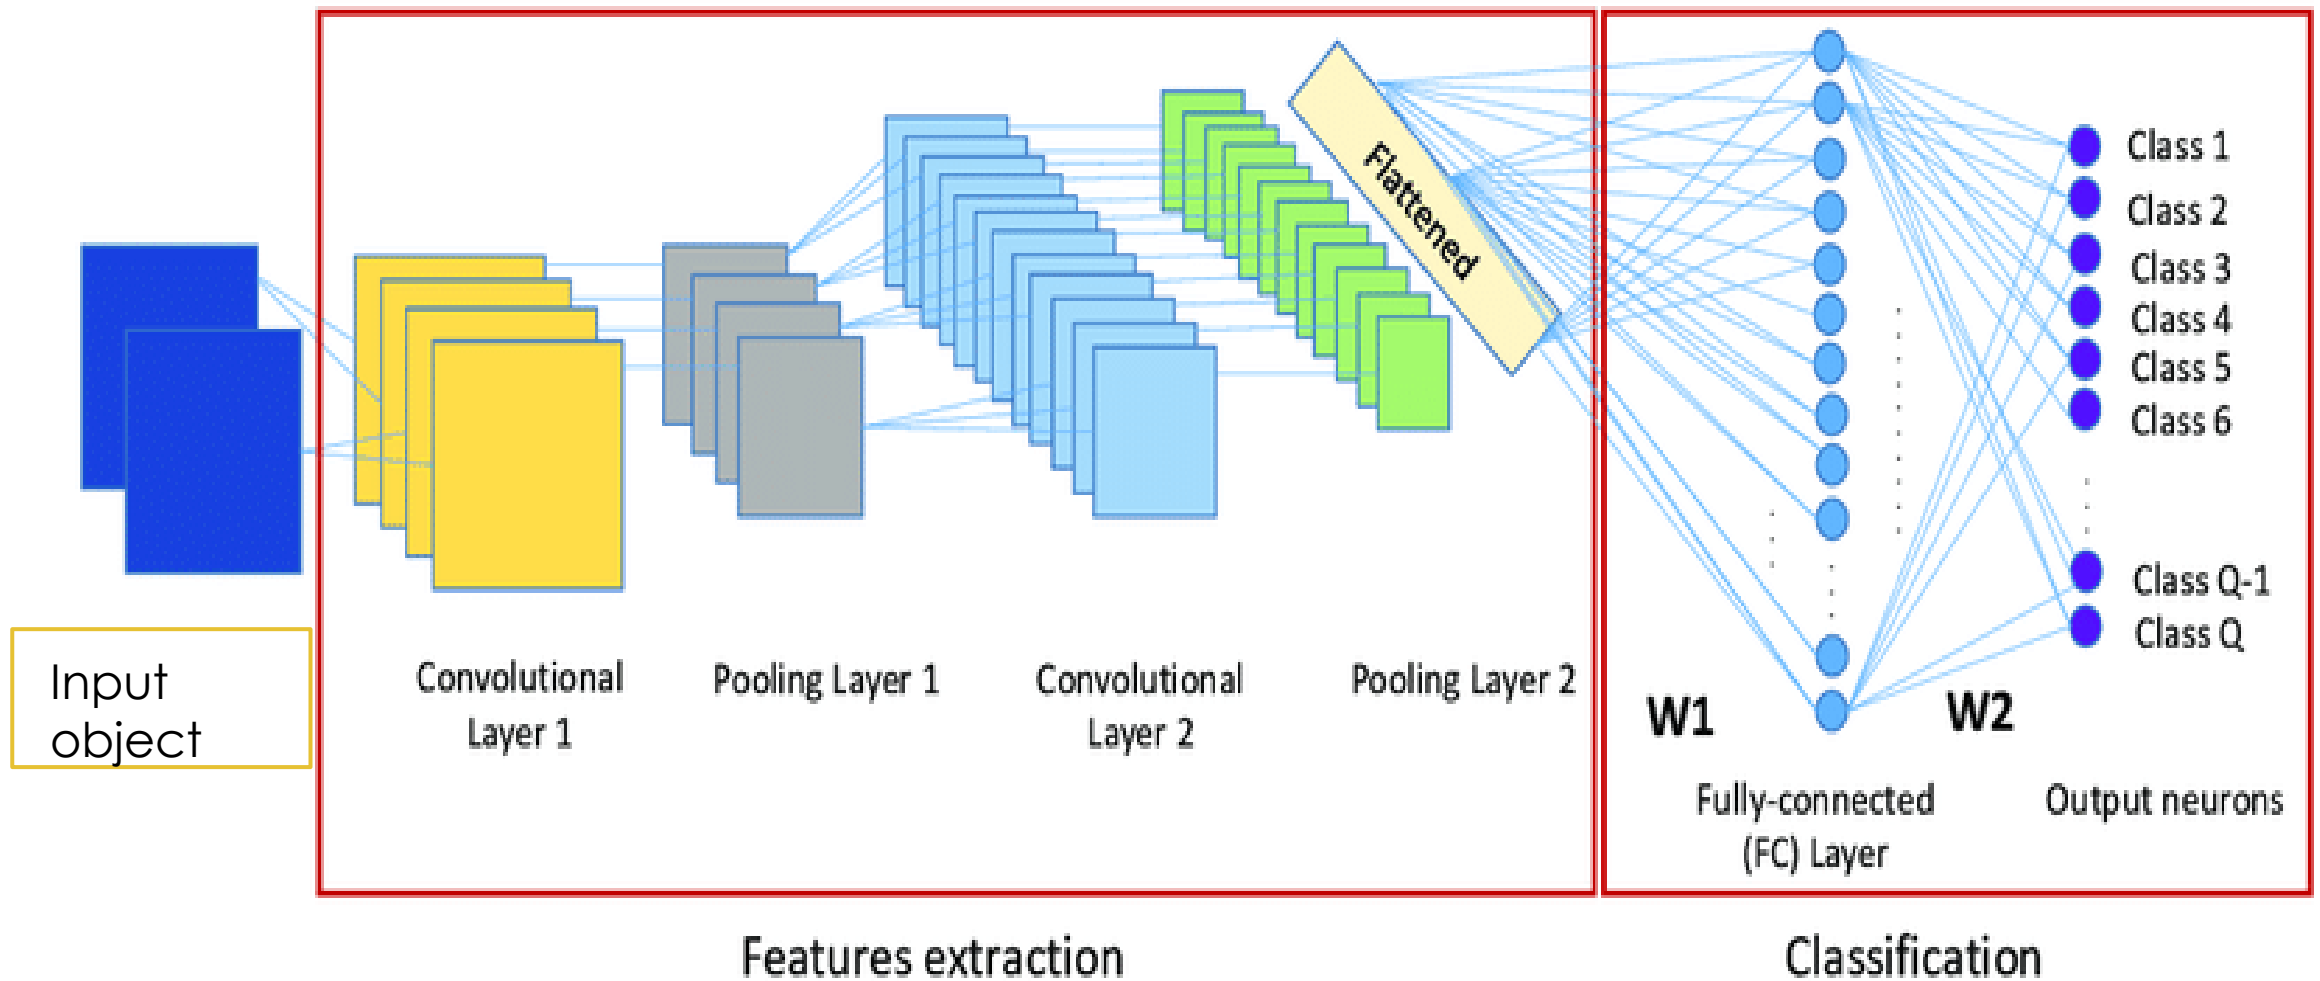 Input
object
Convolutional
Layer 1
Pooling Layer 1
Convolutional
Layer 2
Pooling Layer 2
Flattened
Features extraction
W1
W2
Fully-connected
(FC) Layer
Output neurons
Class 1
Class 2
Class 3
Class 4
Class 5
Class 6
Class Q-1
Class Q
Classification